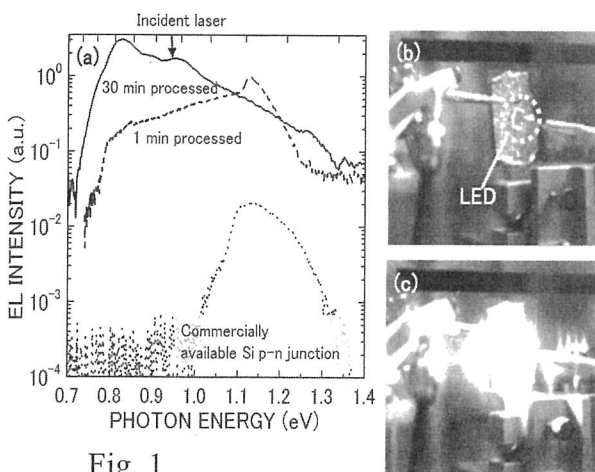 Incident laser
(a)
30 min processed
1 min processed
Commercially
available Si p-n junction
EL INTENSITY (a.u.)
10⁰
10⁻¹
10⁻²
10⁻³
10⁻⁴
0.7 0.8 0.9 1.0 1.1 1.2 1.3 1.4
PHOTON ENERGY (eV)
(b)
LED
(c)
Fig. 1